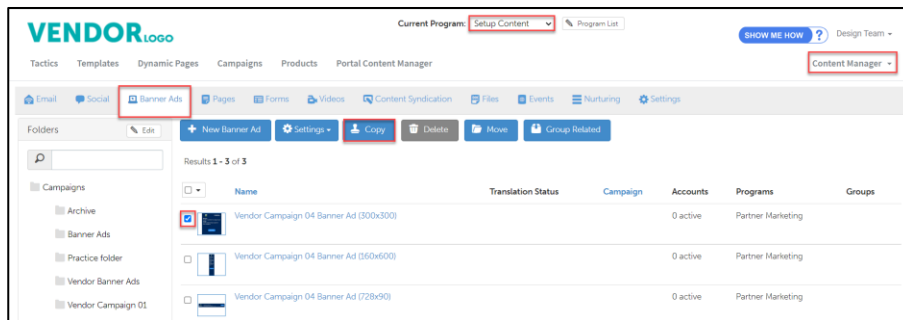 VENDOR LOGO
Current Program: Setup Content Program List
SHOW ME HOW ? Design Team
Tactics Templates Dynamic Pages Campaigns Products Portal Content Manager
Content Manager
Email Social Banner Ads Pages Forms Videos Content Syndication Files Events Nurturing Settings
Folders Edit
New Banner Ad Settings Copy Delete Move Group Related
Results 1 - 3 of 3
Name Translation Status Campaign Accounts Programs Groups
Campaigns
Archive
Banner Ads
Practice folder
Vendor Banner Ads
Vendor Campaign 01
Vendor Campaign 04 Banner Ad (300x300) 0 active Partner Marketing
Vendor Campaign 04 Banner Ad (160x600) 0 active Partner Marketing
Vendor Campaign 04 Banner Ad (728x90) 0 active Partner Marketing